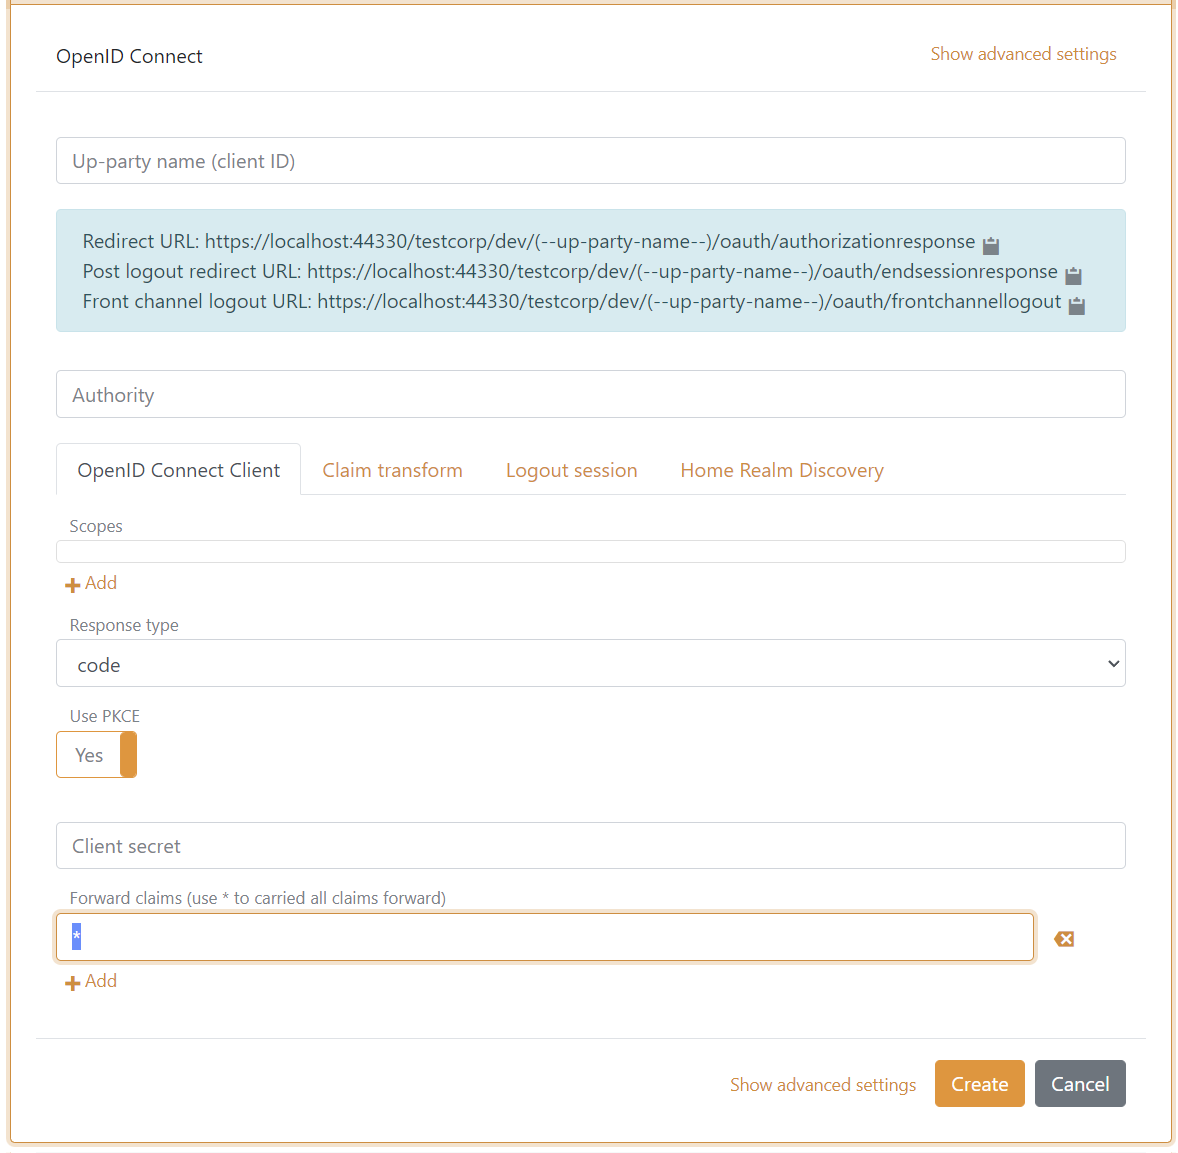 OpenID Connect
Show advanced settings
Up-party name (client ID)
Redirect URL: https://localhost:44330/testcorp/dev/(--up-party-name--)/oauth/authorizationresponse
Post logout redirect URL: https://localhost:44330/testcorp/dev/(--up-party-name--)/oauth/endsessionresponse
Front channel logout URL: https://localhost:44330/testcorp/dev/(--up-party-name--)/oauth/frontchannellogout
Authority
OpenID Connect Client Claim transform Logout session Home Realm Discovery
Scopes
Add
Response type
code
Use PKCE
Yes
Client secret
Forward claims (use * to carried all claims forward)
*
Add
Show advanced settings Create Cancel